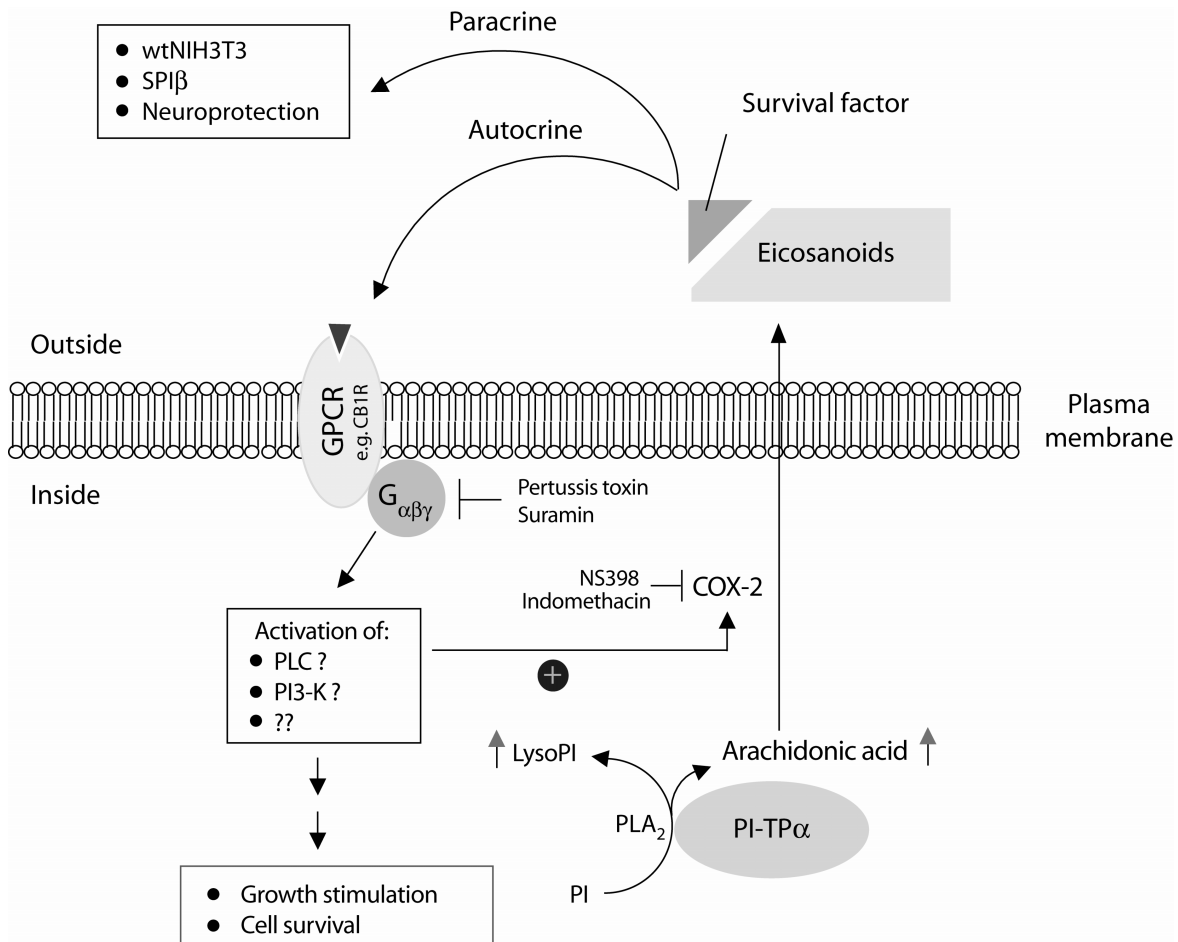 Paracrine
• wtNIH3T3
• SPIβ
• Neuroprotection
Survival factor
Autocrine
Eicosanoids
Outside
GPCR
e.g. CB1R
Plasma
membrane
Inside
Gαβγ
Pertussis toxin
Suramin
NS398
Indomethacin
COX-2
Activation of:
• PLC ?
• PI3-K ?
• ??
+
LysoPI
Arachidonic acid
PLA2
PI-TPα
PI
• Growth stimulation
• Cell survival